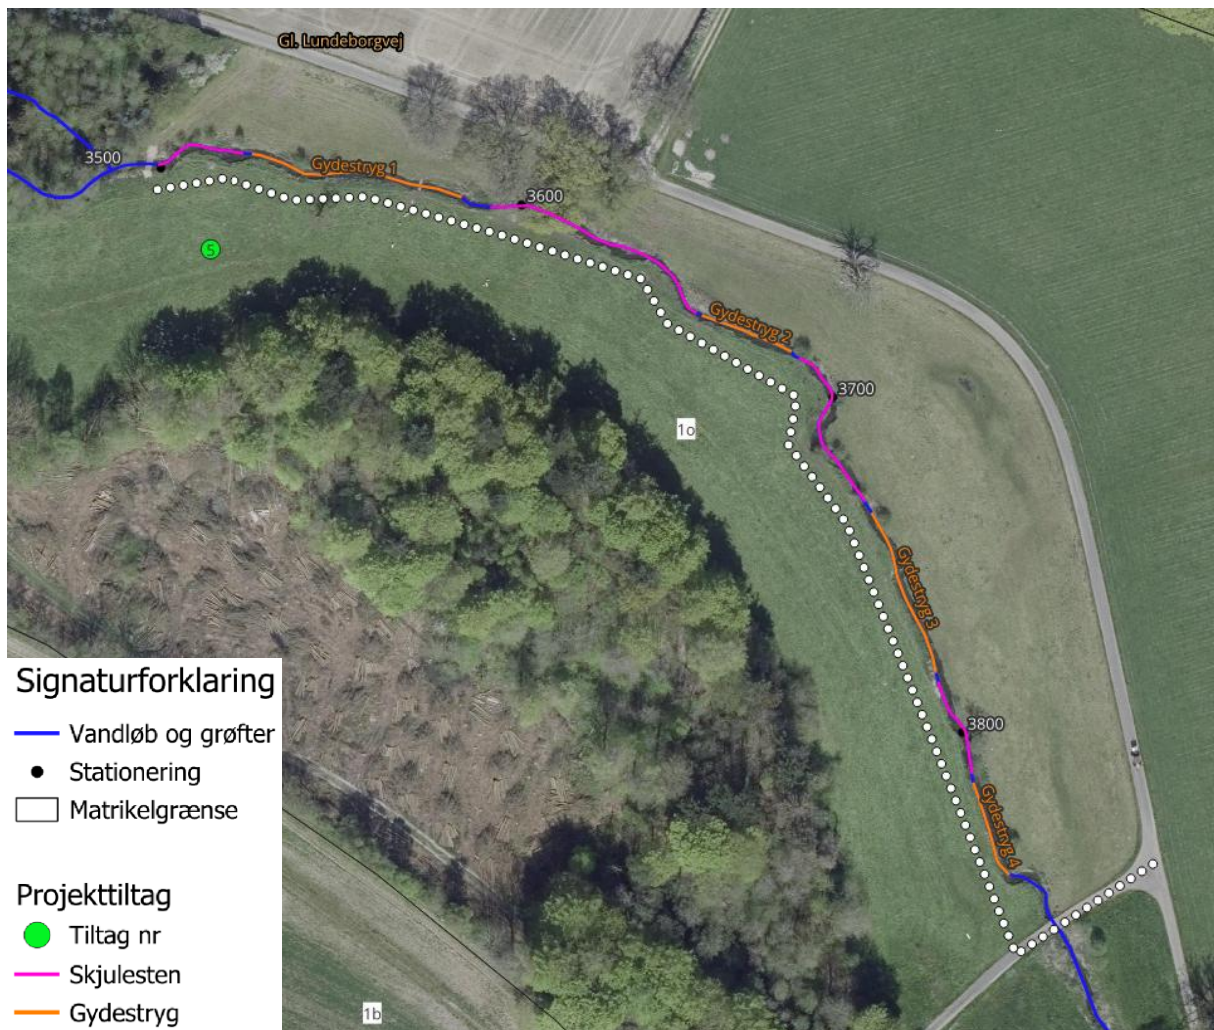 Gl. Lundeborgvej
3500
Gydestryg 1
3600
5
Gydestryg 2
3700
1o
Gydestryg 3
3800
Gydestryg 4
1b
Signaturforklaring
Vandløb og grøfter
Stationering
Matrikelgrænse
Projekttiltag
Tiltag nr
Skjulesten
Gydestryg